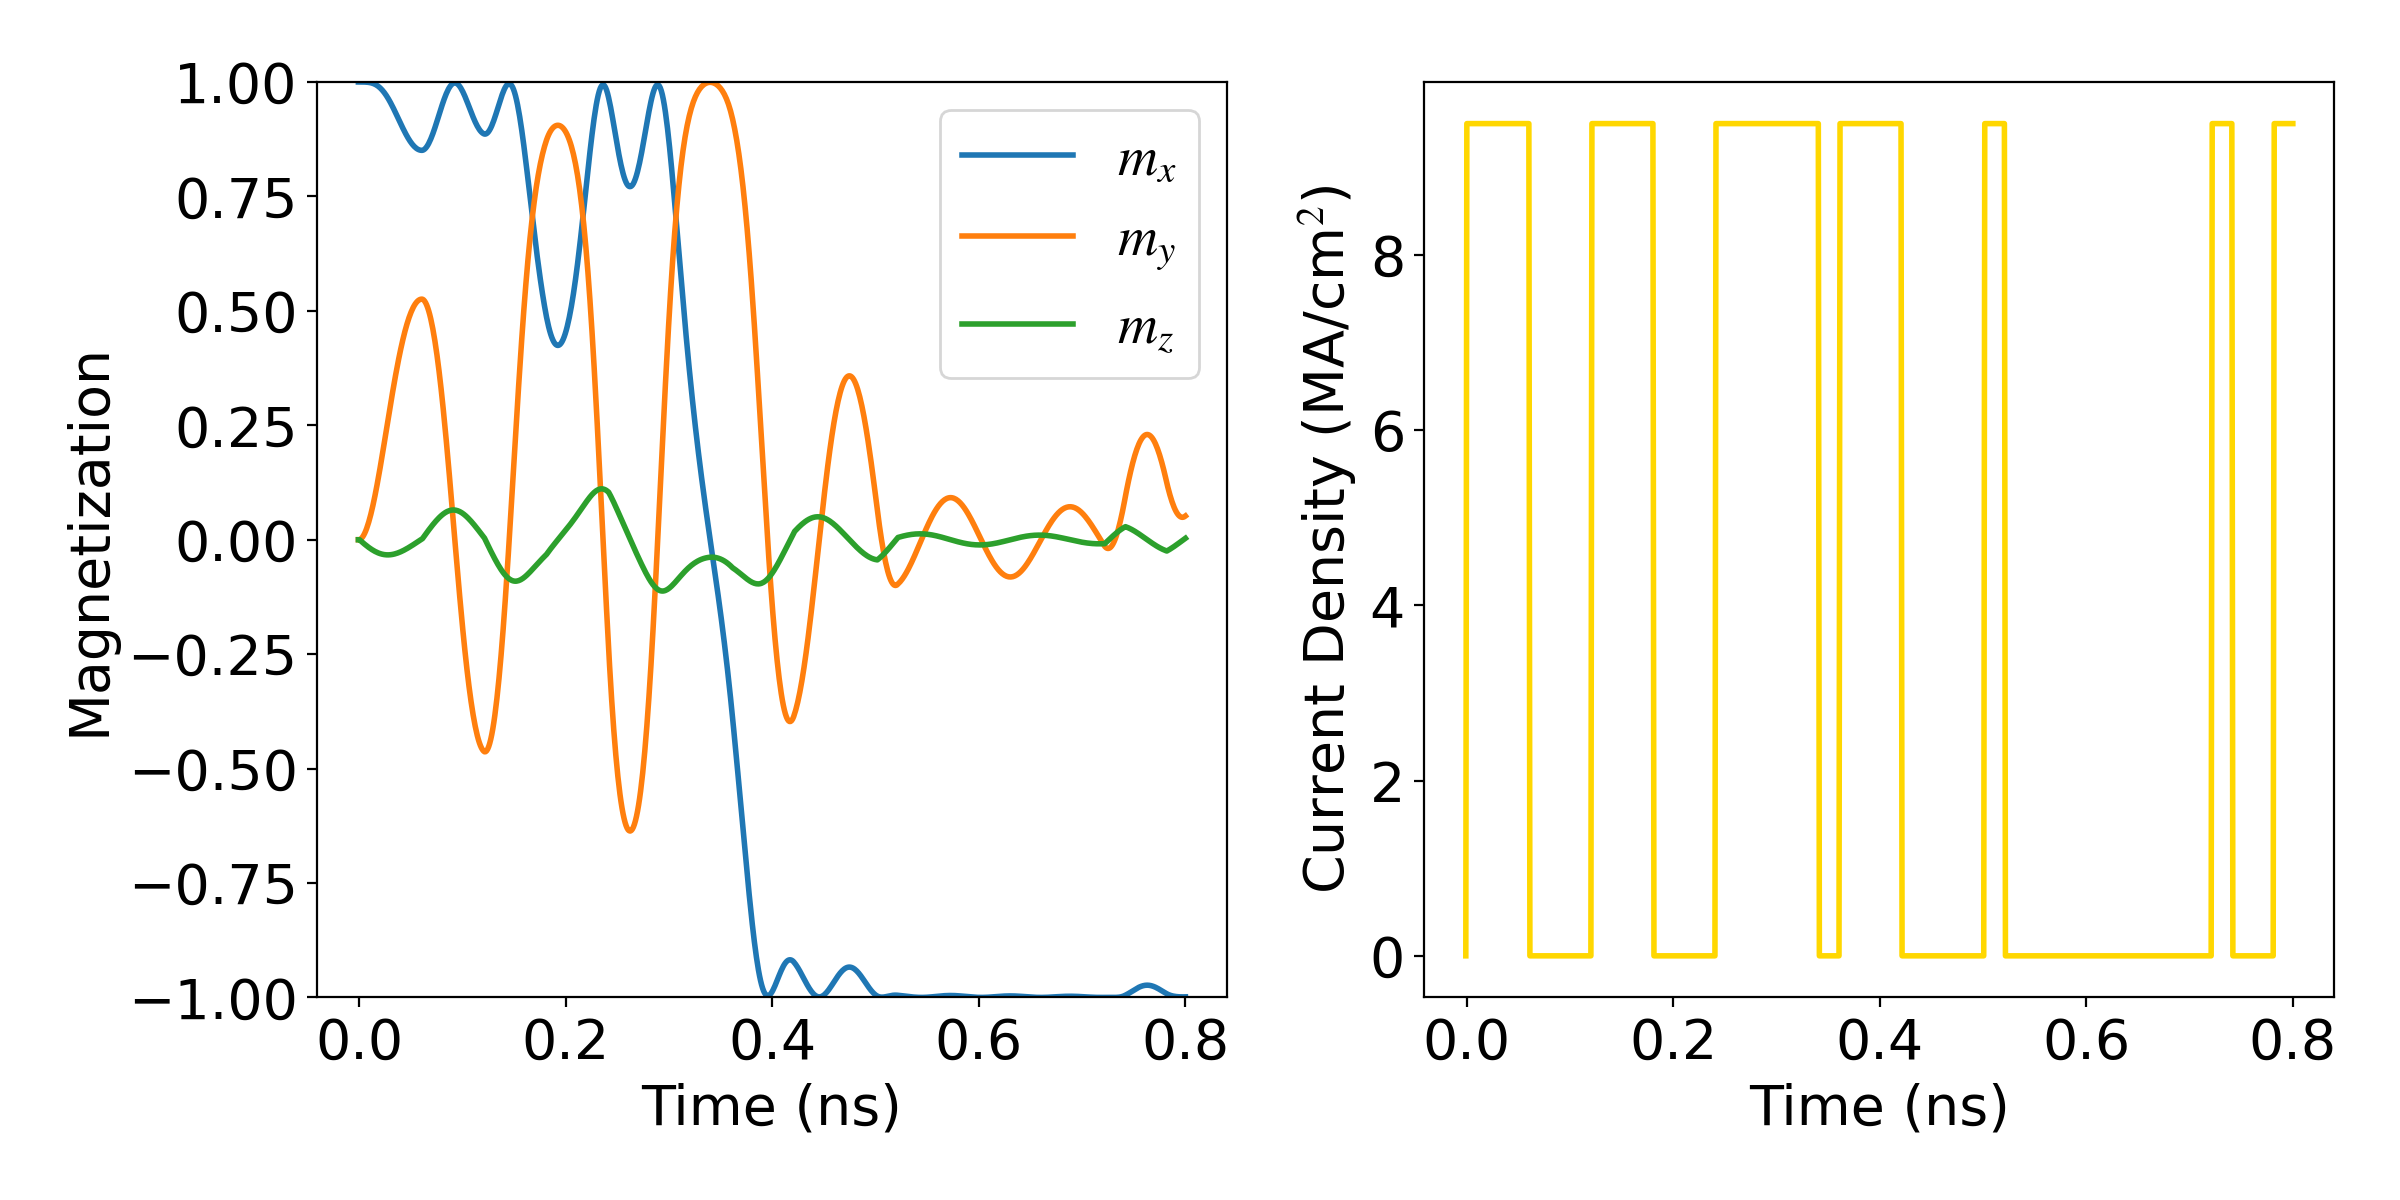 1.00
0.75
0.50
0.25
0.00
−0.25
−0.50
−0.75
−1.00
Magnetization
0.0 0.2 0.4 0.6 0.8
Time (ns)
m_x
m_y
m_z
8
6
4
2
0
Current Density (MA/cm²)
0.0 0.2 0.4 0.6 0.8
Time (ns)